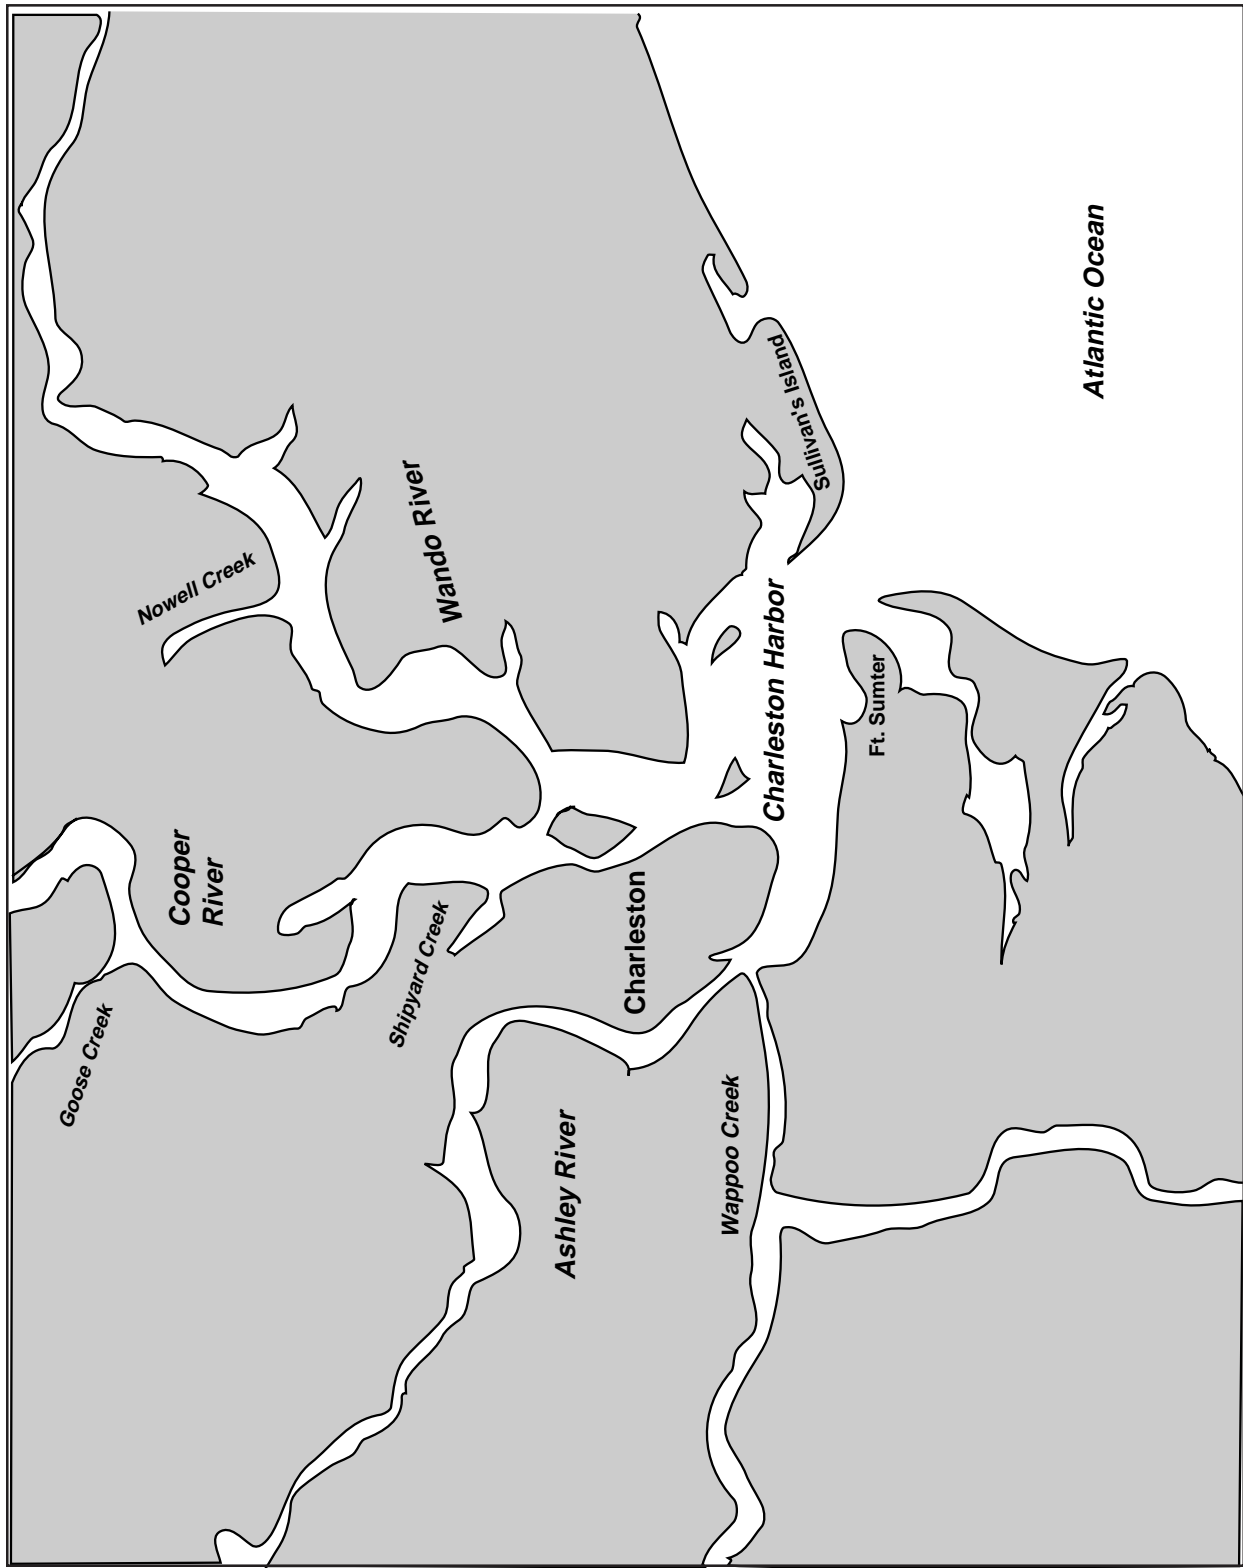 Goose Creek
Cooper
River
Nowell Creek
Shipyard Creek
Wando River
Ashley River
Charleston
Wappoo Creek
Charleston Harbor
Sullivan's Island
Ft. Sumter
Atlantic Ocean